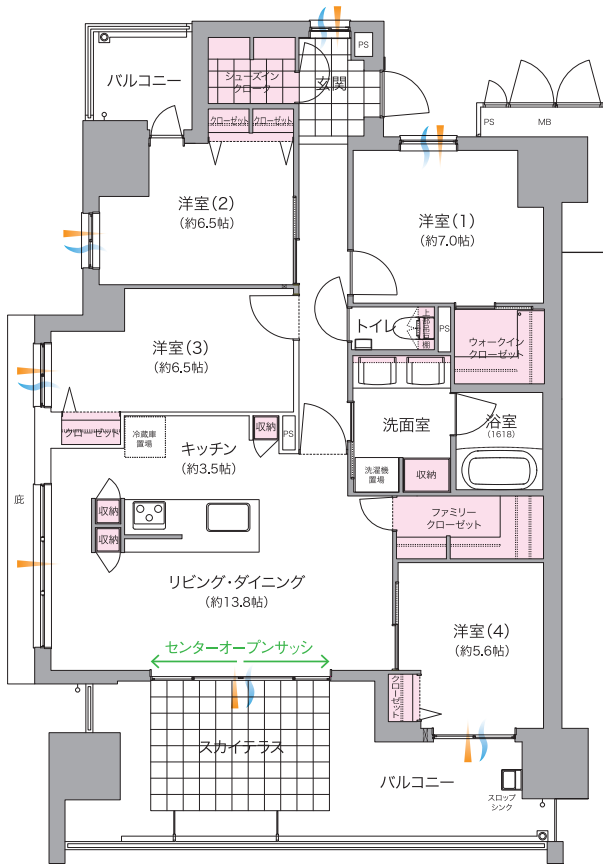 バルコニー
シューズイン
クローク
玄関
PS
クローゼット
クローゼット
PS
MB
洋室(2)
(約6.5帖)
洋室(1)
(約7.0帖)
トイレ
上部吊戸棚
PS
ウォークイン
クローゼット
洋室(3)
(約6.5帖)
クローゼット
冷蔵庫
置場
キッチン
(約3.5帖)
収納
PS
洗面室
浴室
(1618)
洗濯機
置場
収納
庇
収納
収納
ファミリー
クローゼット
リビング・ダイニング
(約13.8帖)
洋室(4)
(約5.6帖)
センターオープンサッシ
クローゼット
スカイテラス
バルコニー
スロップ
シンク